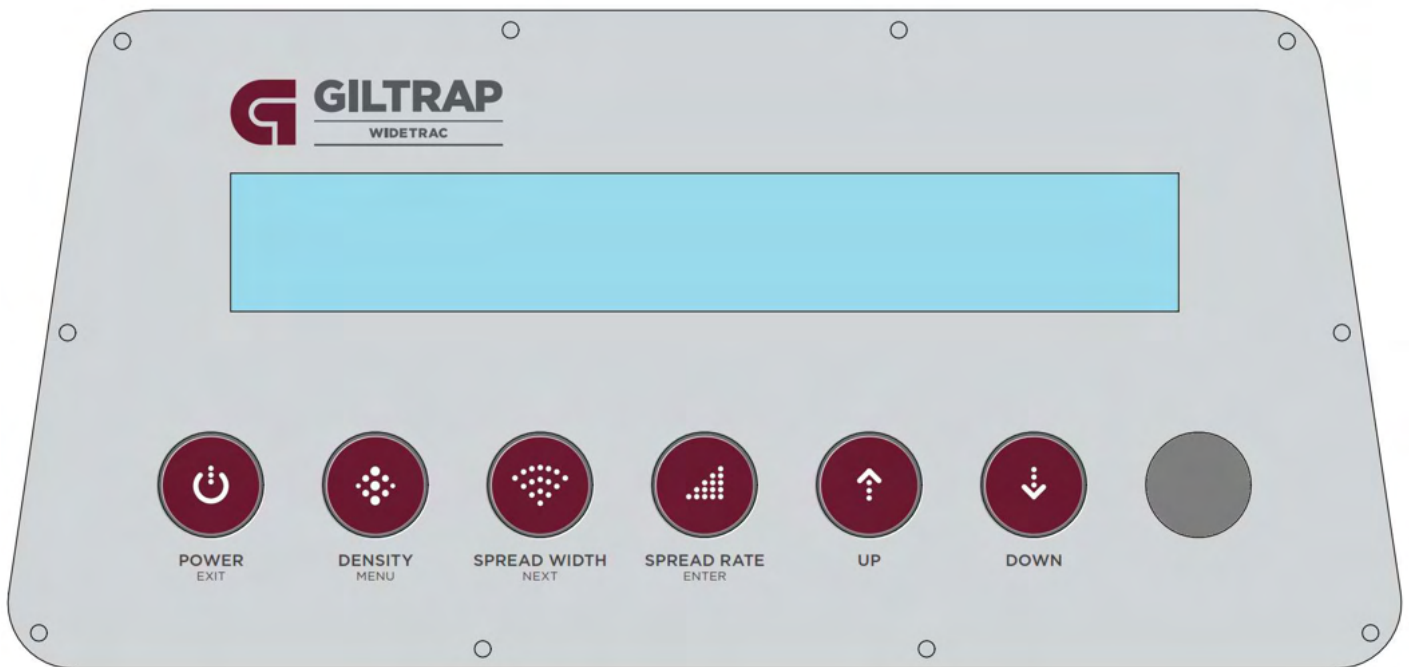 GILTRAP
WIDETRAC
POWER
EXIT
DENSITY
MENU
SPREAD WIDTH
NEXT
SPREAD RATE
ENTER
UP
DOWN